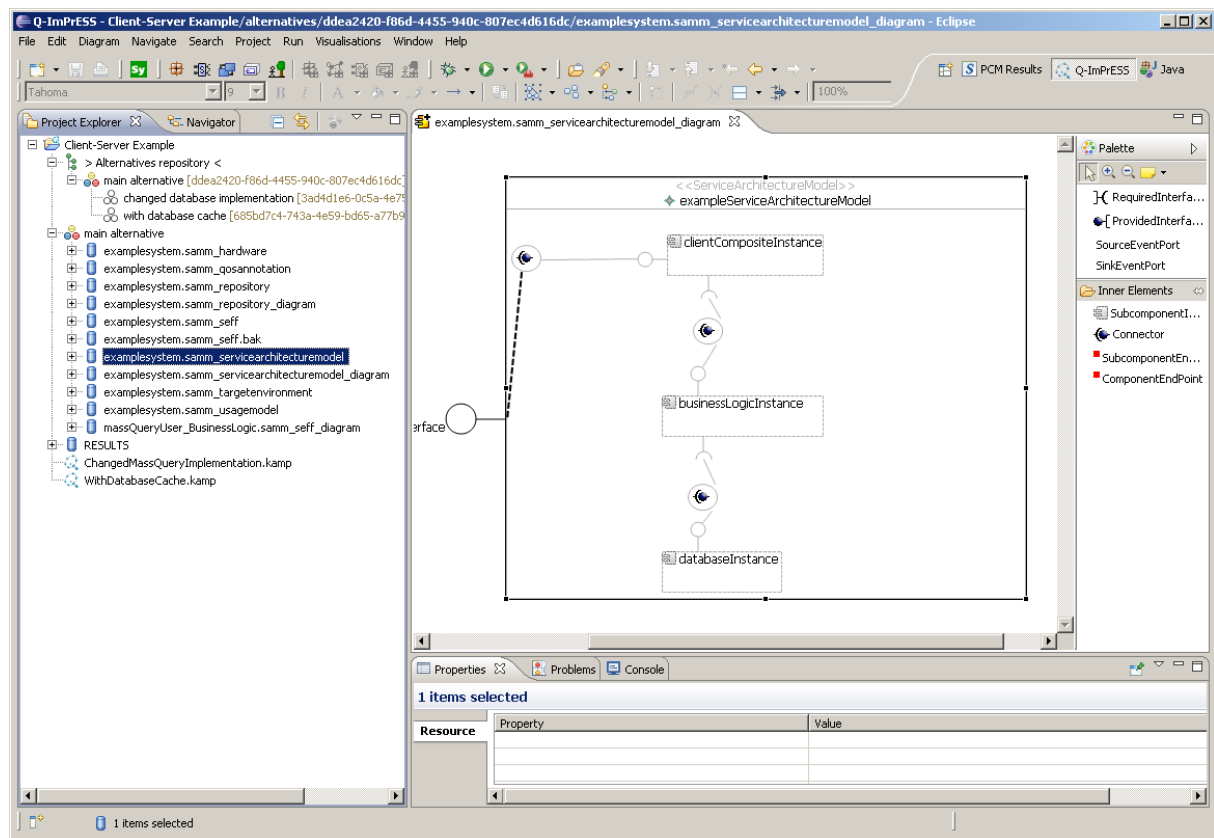 Q-ImPrESS - Client-Server Example/alternatives/ddea2420-f86d-4455-940c-807ec4d616dc/examplesystem.samm_servicearchitecturemodel_diagram - Eclipse
File Edit Diagram Navigate Search Project Run Visualisations Window Help
Sy
S PCM Results Q-ImPrESS Java
Tahoma 9 B I A 100%
Project Explorer Navigator
Client-Server Example
> Alternatives repository <
main alternative [ddea2420-f86d-4455-940c-807ec4d616dc]
changed database implementation [3ad4d1e6-0c5a-4e75
with database cache [685bd7c4-743a-4e59-bd65-a77b9
main alternative
examplesystem.samm_hardware
examplesystem.samm_qosannotation
examplesystem.samm_repository
examplesystem.samm_repository_diagram
examplesystem.samm_seff
examplesystem.samm_seff.bak
examplesystem.samm_servicearchitecturemodel
examplesystem.samm_servicearchitecturemodel_diagram
examplesystem.samm_targetenvironment
examplesystem.samm_usagemodel
massQueryUser_BusinessLogic.samm_seff_diagram
RESULTS
ChangedMassQueryImplementation.kamp
WithDatabaseCache.kamp
examplesystem.samm_servicearchitecturemodel_diagram
<<ServiceArchitectureModel>>
exampleServiceArchitectureModel
clientCompositeInstance
businessLogicInstance
erface
databaseInstance
Palette
RequiredInterfa...
ProvidedInterfa...
SourceEventPort
SinkEventPort
Inner Elements
SubcomponentI...
Connector
SubcomponentEn...
ComponentEndPoint
Properties Problems Console
1 items selected
Resource
Property Value
1 items selected